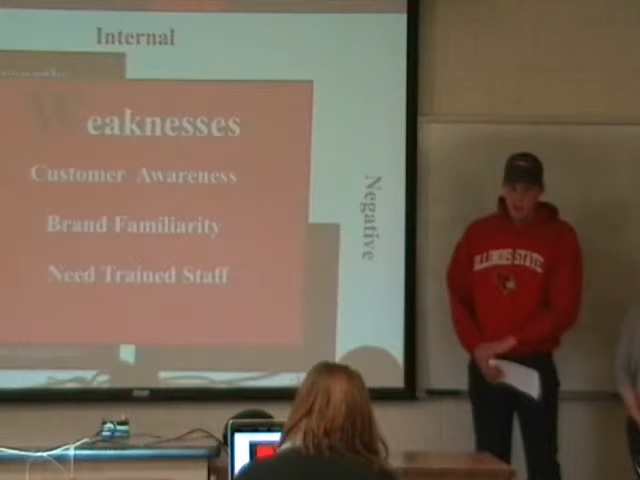 Internal
Weaknesses
Customer Awareness
Brand Familiarity
Need Trained Staff
Negative
ILLINOIS STATE